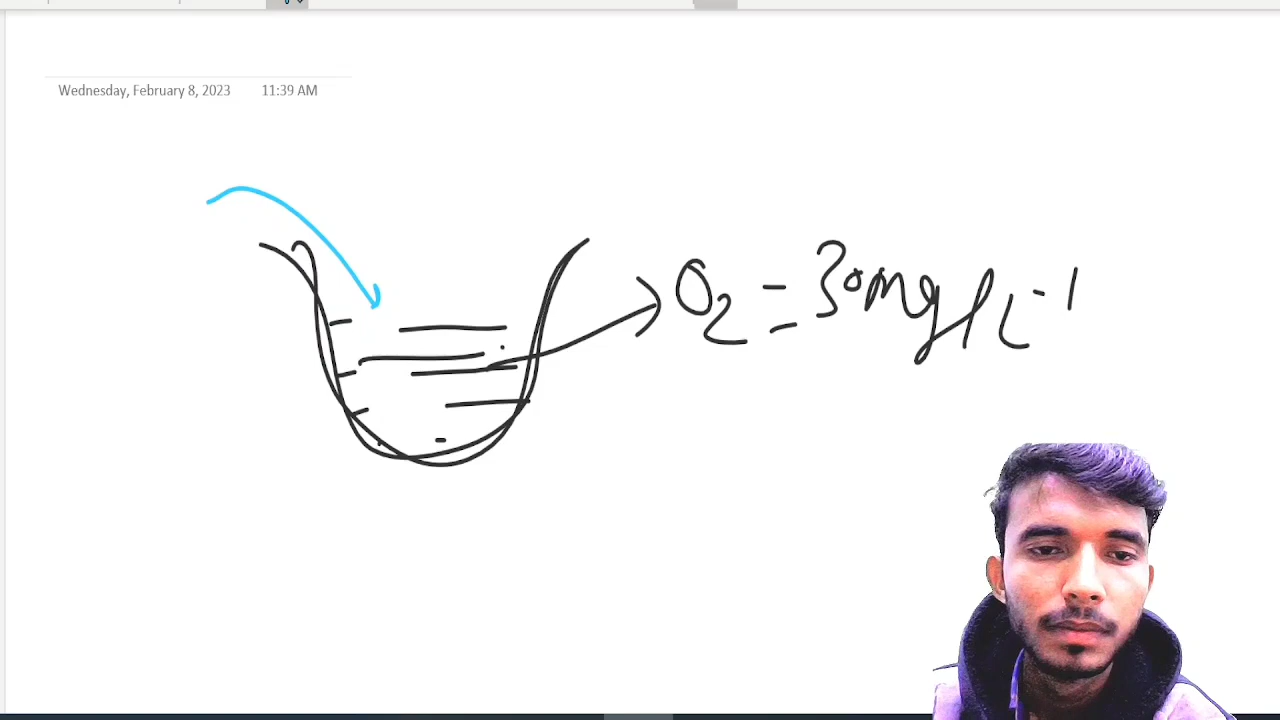 Wednesday, February 8, 2023 11:39 AM
O2 = 30mg/L-1